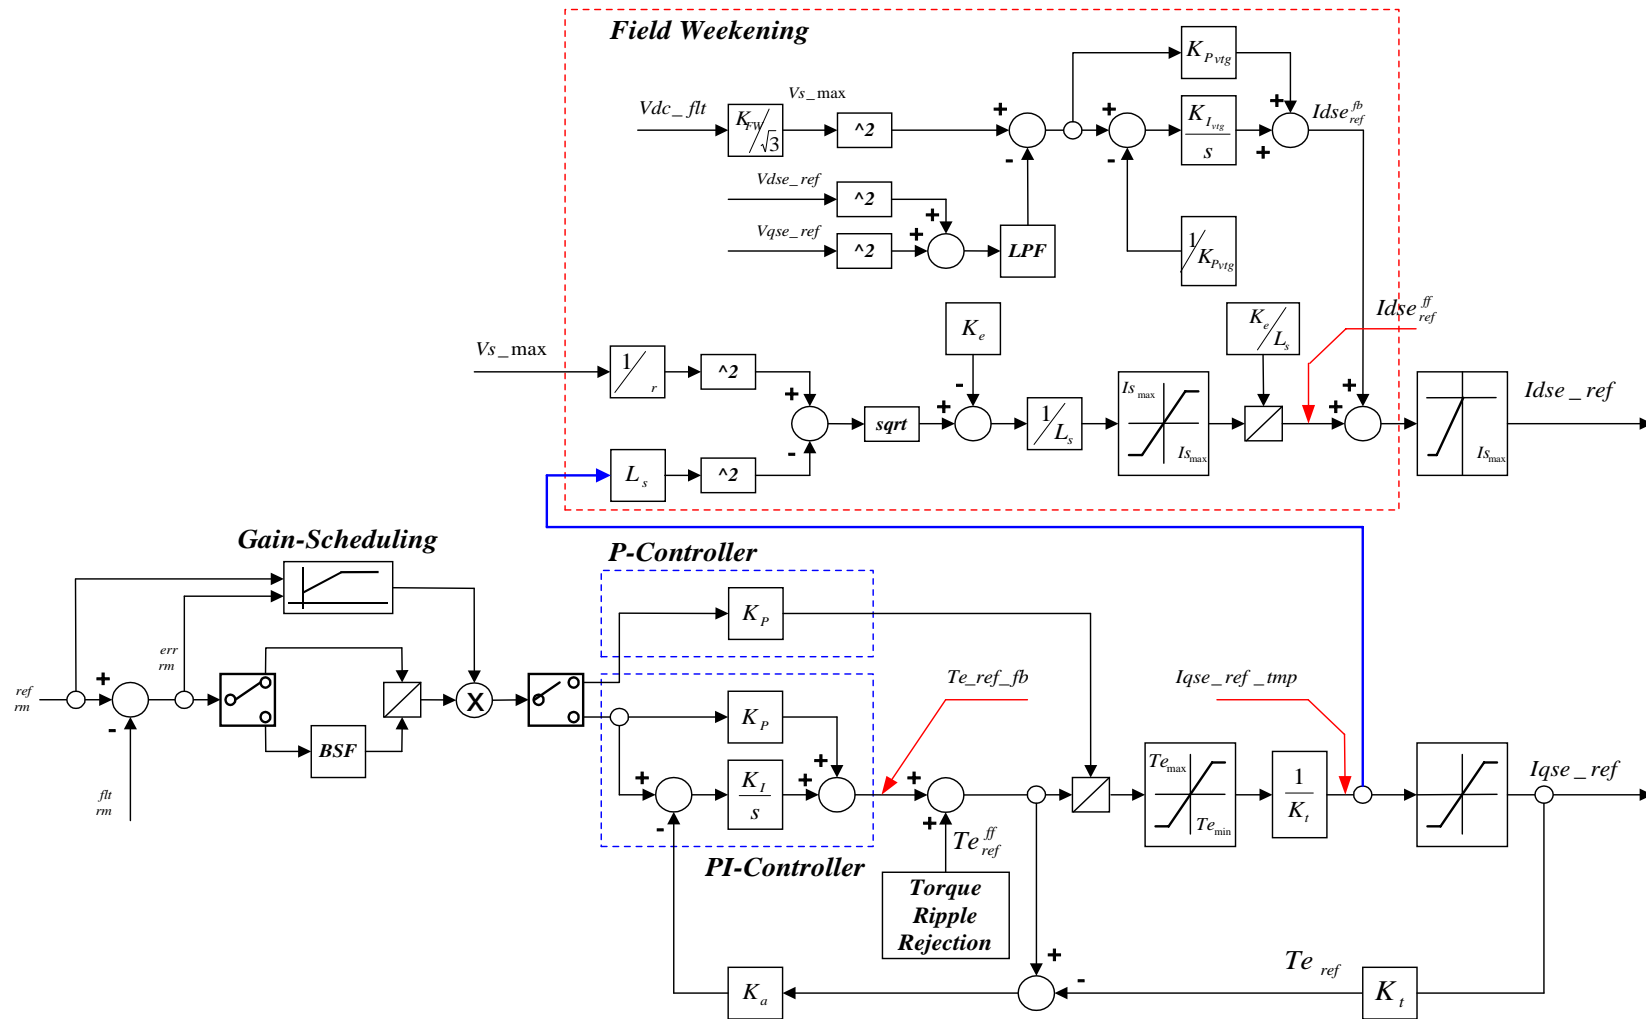 Field Weekening
K_Pvtg
Vdc_flt
K_FW/√3
Vs_max
^2
+
-
+
-
K_Ivtg
s
+
+
Idse_ref^fb
Vdse_ref
^2
+
Vqse_ref
^2
+
LPF
1/K_Pvtg
K_e
K_e/L_s
Idse_ref^ff
Vs_max
1/r
^2
+
-
sqrt
+
-
1/L_s
Is_max
Is_max
+
+
Is_max
Idse_ref
L_s
^2
Gain-Scheduling
P-Controller
K_P
err
rm
ref
rm
+
-
X
BSF
flt
rm
K_P
Te_ref_fb
Iqse_ref_tmp
+
-
K_I
s
+
+
+
+
Te_ref^ff
Te_max
Te_min
1
K_t
Iqse_ref
PI-Controller
Torque
Ripple
Rejection
K_a
+
-
Te_ref
K_t